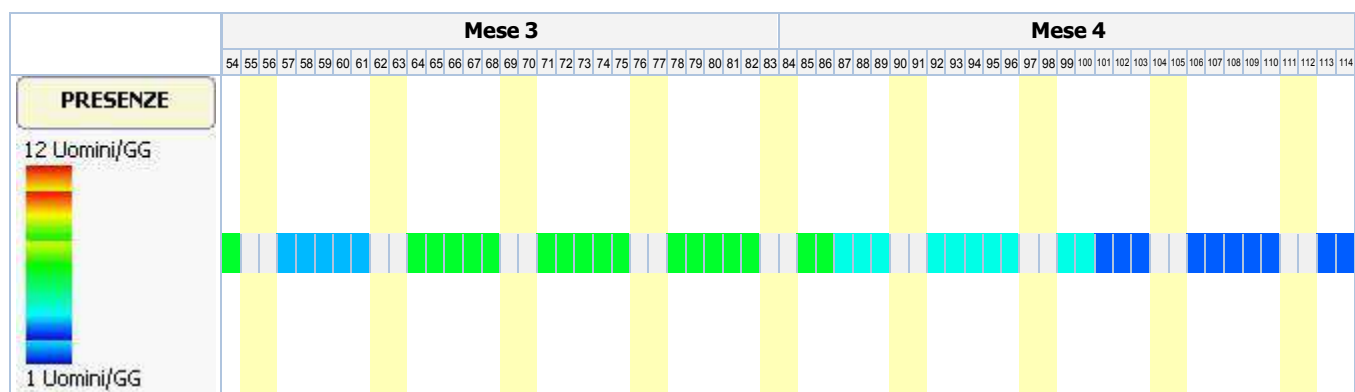 Mese 3 Mese 4
54 55 56 57 58 59 60 61 62 63 64 65 66 67 68 69 70 71 72 73 74 75 76 77 78 79 80 81 82 83 84 85 86 87 88 89 90 91 92 93 94 95 96 97 98 99 100 101 102 103 104 105 106 107 108 109 110 111 112 113 114
PRESENZE
12 Uomini/GG
1 Uomini/GG